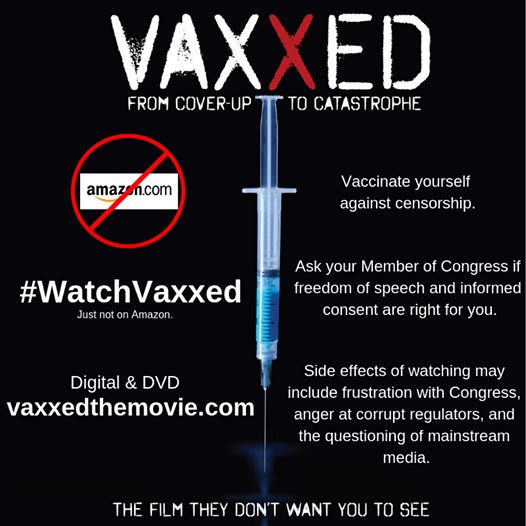 VAXXED
FROM COVER-UP TO CATASTROPHE
amazon.com
Vaccinate yourself
against censorship.
#WatchVaxxed
Just not on Amazon.
Ask your Member of Congress if
freedom of speech and informed
consent are right for you.
Digital & DVD
vaxxedthemovie.com
Side effects of watching may
include frustration with Congress,
anger at corrupt regulators, and
the questioning of mainstream
media.
THE FILM THEY DON'T WANT YOU TO SEE